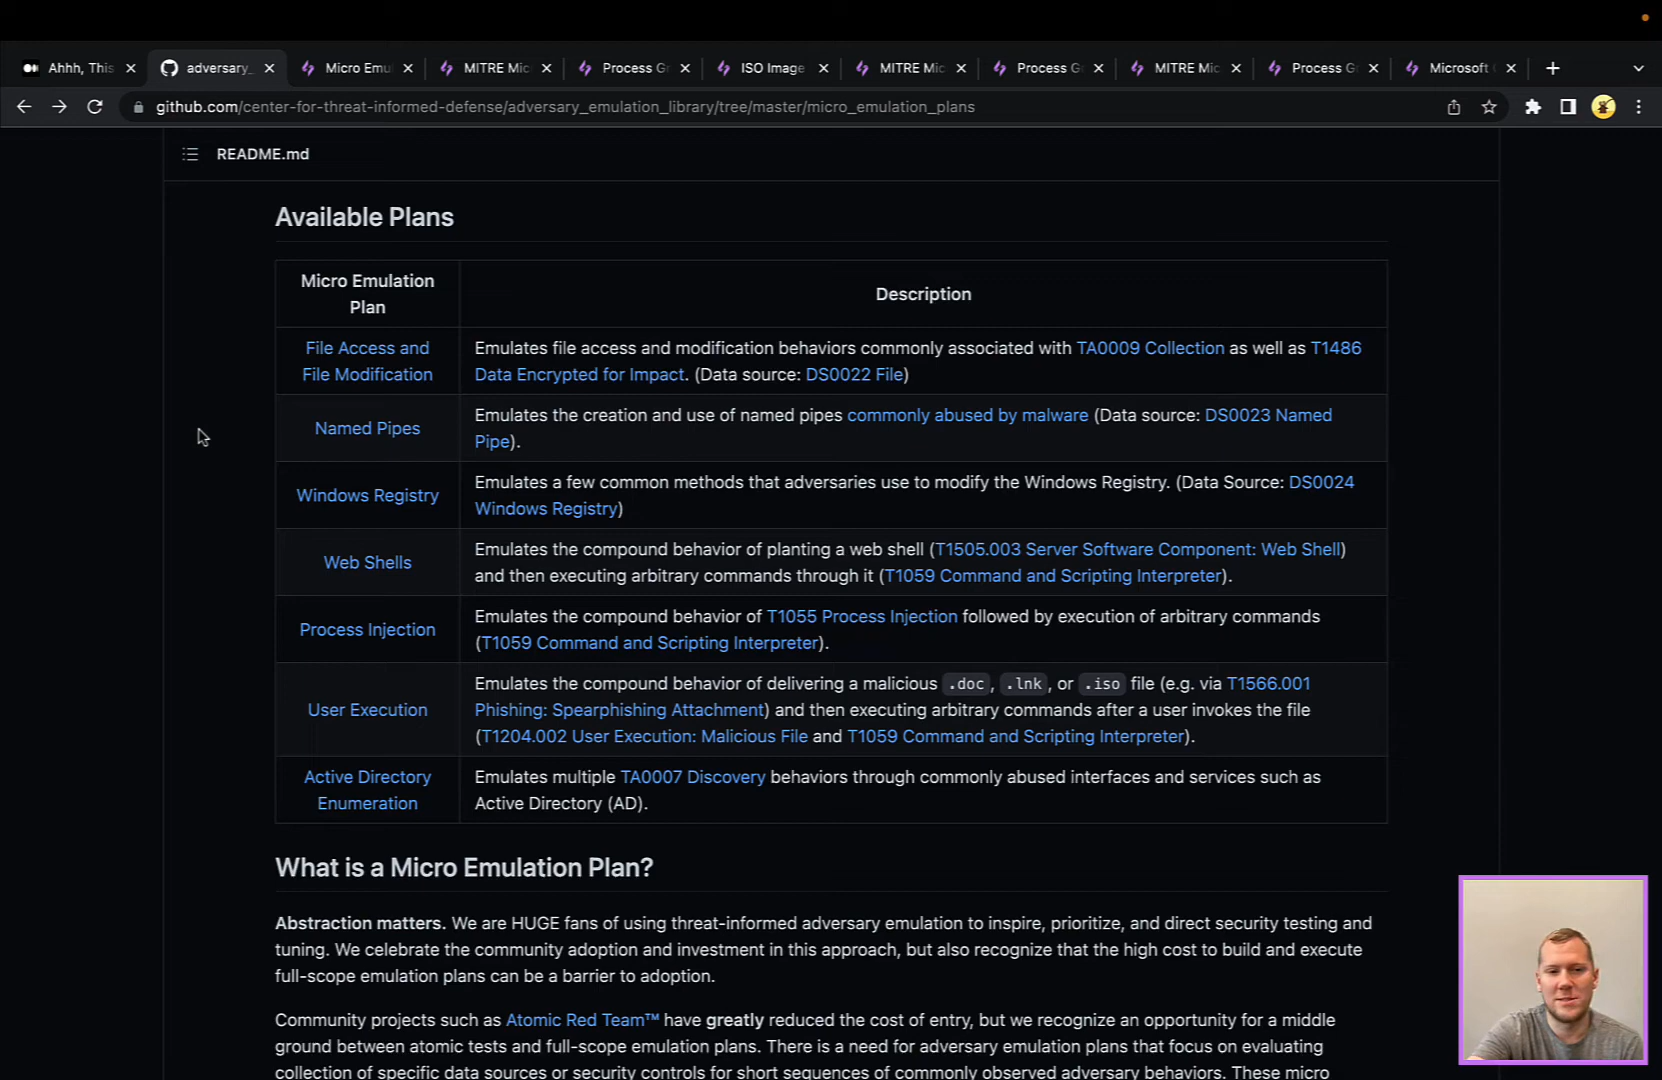 Ahhh, This
adversary_
Micro Emu
MITRE Mic
Process G
ISO Image
MITRE Mic
Process G
MITRE Mic
Process G
Microsoft
github.com/center-for-threat-informed-defense/adversary_emulation_library/tree/master/micro_emulation_plans
README.md
Available Plans
Micro Emulation
Plan
Description
File Access and
File Modification
Emulates file access and modification behaviors commonly associated with TA0009 Collection as well as T1486
Data Encrypted for Impact. (Data source: DS0022 File)
Named Pipes
Emulates the creation and use of named pipes commonly abused by malware (Data source: DS0023 Named
Pipe).
Windows Registry
Emulates a few common methods that adversaries use to modify the Windows Registry. (Data Source: DS0024
Windows Registry)
Web Shells
Emulates the compound behavior of planting a web shell (T1505.003 Server Software Component: Web Shell)
and then executing arbitrary commands through it (T1059 Command and Scripting Interpreter).
Process Injection
Emulates the compound behavior of T1055 Process Injection followed by execution of arbitrary commands
(T1059 Command and Scripting Interpreter).
User Execution
Emulates the compound behavior of delivering a malicious .doc, .lnk, or .iso file (e.g. via T1566.001
Phishing: Spearphishing Attachment) and then executing arbitrary commands after a user invokes the file
(T1204.002 User Execution: Malicious File and T1059 Command and Scripting Interpreter).
Active Directory
Enumeration
Emulates multiple TA0007 Discovery behaviors through commonly abused interfaces and services such as
Active Directory (AD).
What is a Micro Emulation Plan?
Abstraction matters. We are HUGE fans of using threat-informed adversary emulation to inspire, prioritize, and direct security testing and
tuning. We celebrate the community adoption and investment in this approach, but also recognize that the high cost to build and execute
full-scope emulation plans can be a barrier to adoption.
Community projects such as Atomic Red Team™ have greatly reduced the cost of entry, but we recognize an opportunity for a middle
ground between atomic tests and full-scope emulation plans. There is a need for adversary emulation plans that focus on evaluating
collection of specific data sources or security controls for short sequences of commonly observed adversary behaviors. These micro